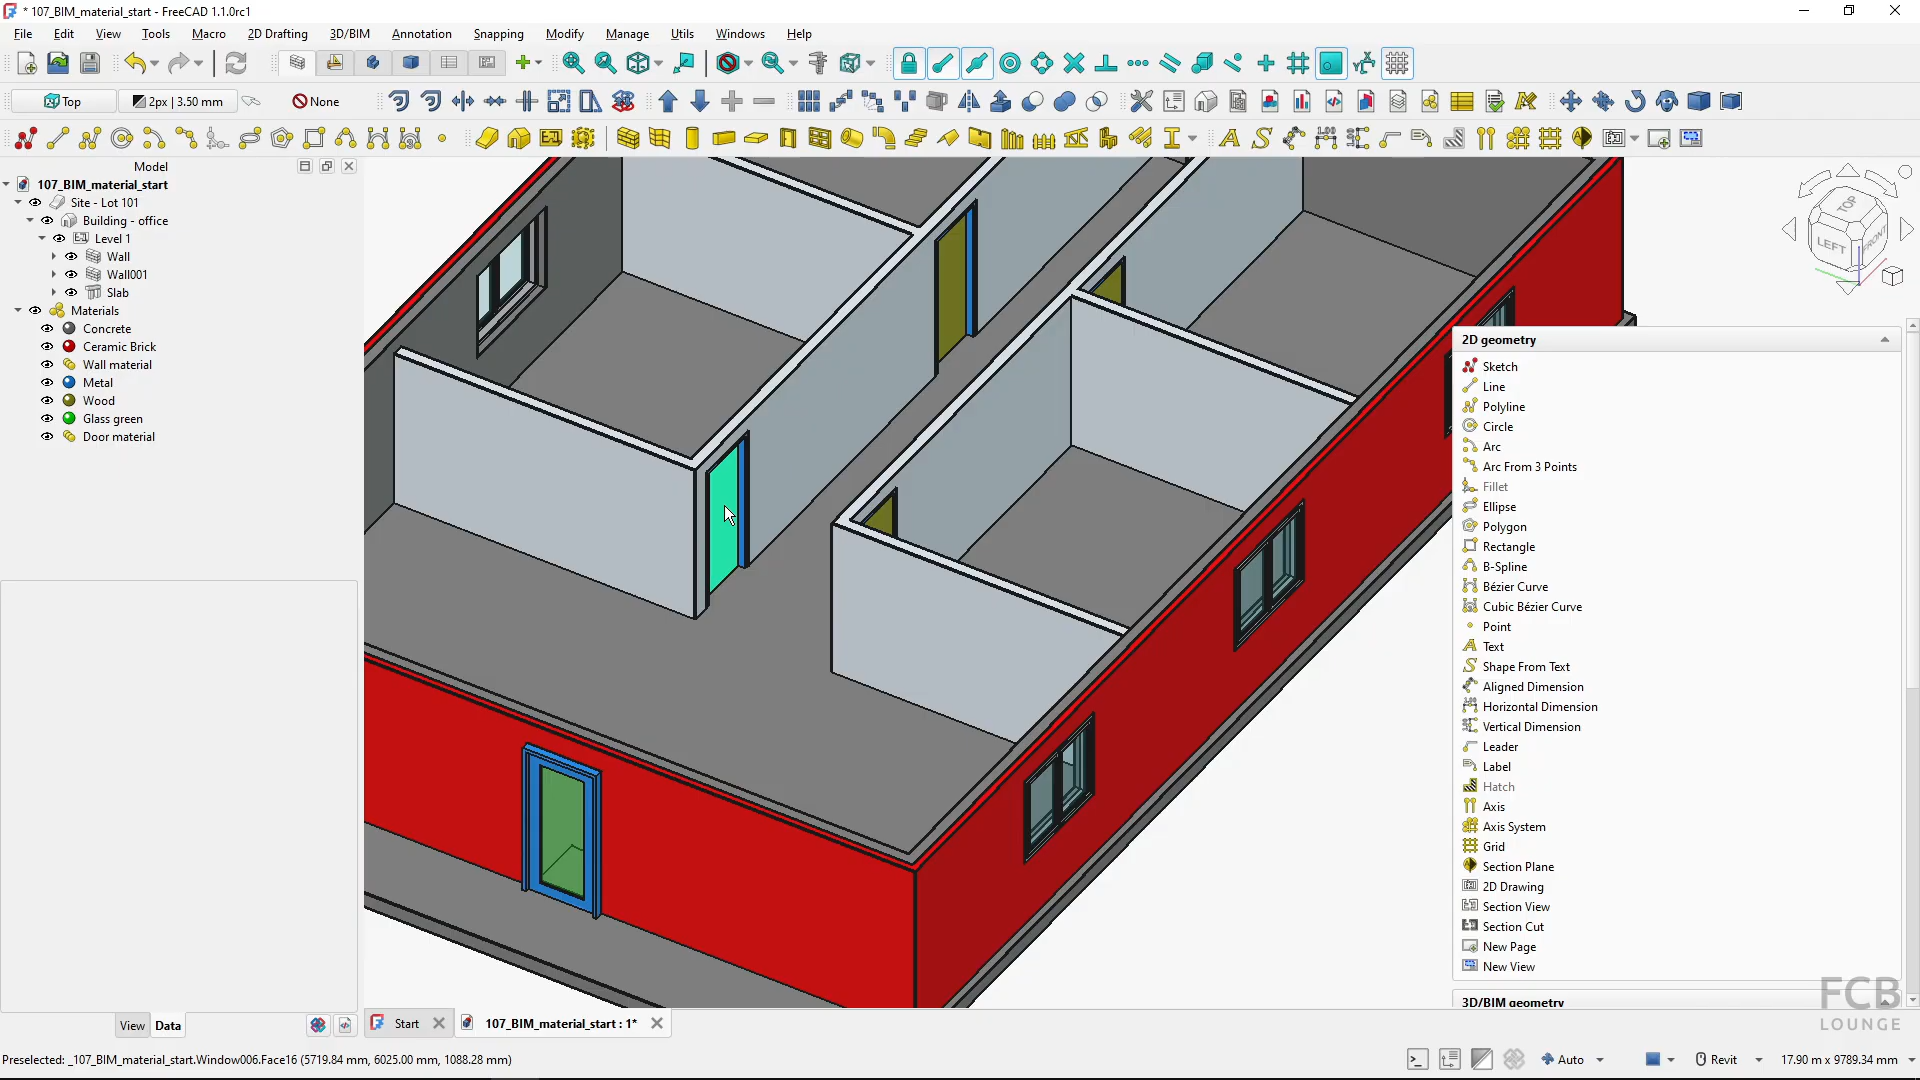 * 107_BIM_material_start - FreeCAD 1.1.0rc1
File Edit View Tools Macro 2D Drafting 3D/BIM Annotation Snapping Modify Manage Utils Windows Help
Top 2px | 3.50 mm None
Model
107_BIM_material_start
Site - Lot 101
Building - office
Level 1
Wall
Wall001
Slab
Materials
Concrete
Ceramic Brick
Wall material
Metal
Wood
Glass green
Door material
TOP
LEFT FRONT
2D geometry
Sketch
Line
Polyline
Circle
Arc
Arc From 3 Points
Fillet
Ellipse
Polygon
Rectangle
B-Spline
Bézier Curve
Cubic Bézier Curve
Point
Text
Shape From Text
Aligned Dimension
Horizontal Dimension
Vertical Dimension
Leader
Label
Hatch
Axis
Axis System
Grid
Section Plane
2D Drawing
Section View
Section Cut
New Page
New View
3D/BIM geometry
FCB
LOUNGE
View Data
Start 107_BIM_material_start : 1*
Preselected: _107_BIM_material_start.Window006.Face16 (5719.84 mm, 6025.00 mm, 1088.28 mm)
Auto Revit 17.90 m x 9789.34 mm